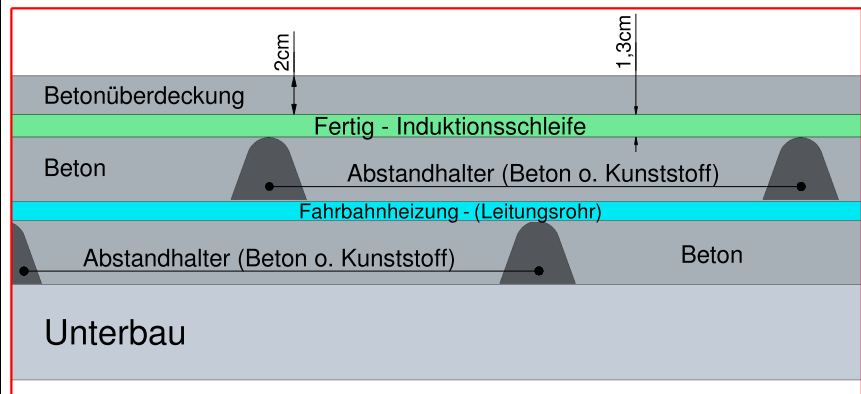 2cm
1,3cm
Betonüberdeckung
Fertig - Induktionsschleife
Beton
Abstandhalter (Beton o. Kunststoff)
Fahrbahnheizung - (Leitungsrohr)
Abstandhalter (Beton o. Kunststoff)
Beton
Unterbau